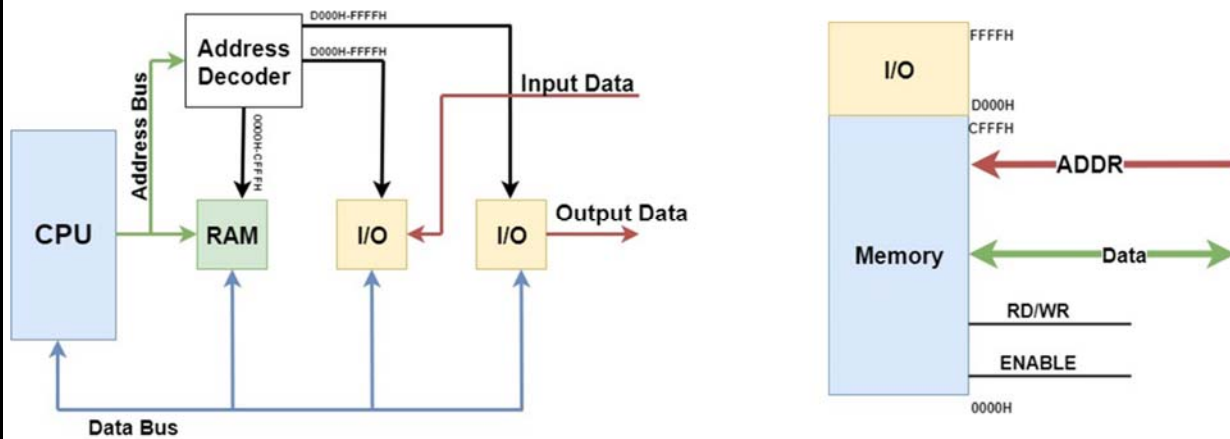 D000H-FFFFH
Address
Decoder
D000H-FFFFH
Address Bus
Input Data
0000H-CFFFH
CPU
RAM
I/O
I/O
Output Data
Data Bus
I/O
FFFFH
D000H
CFFFH
ADDR
Memory
Data
RD/WR
ENABLE
0000H